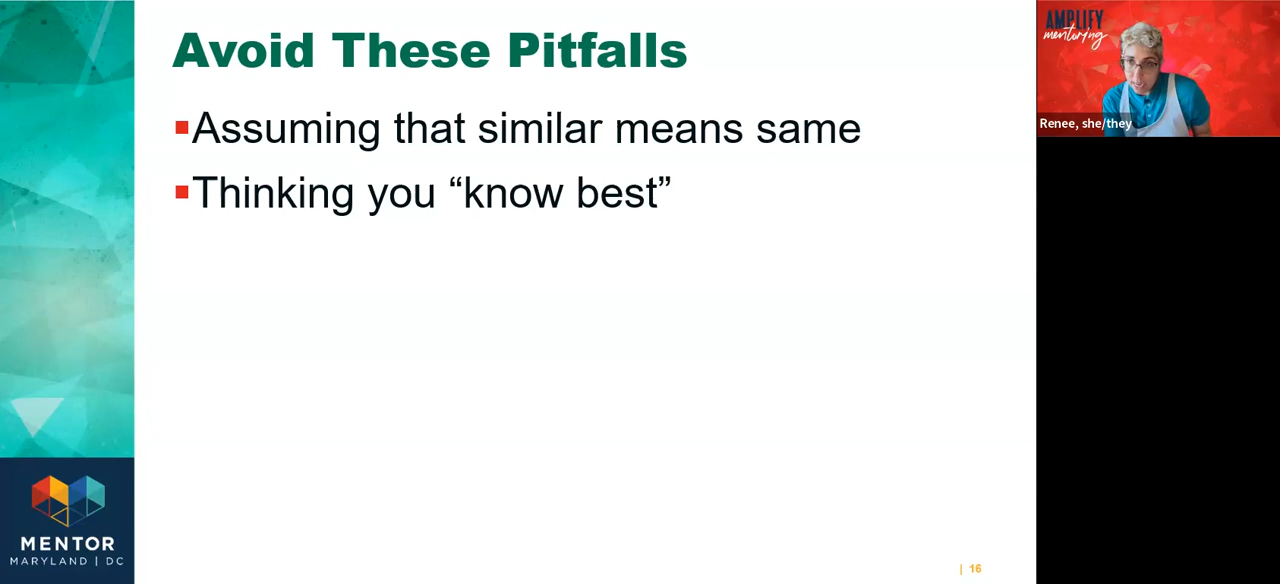 Avoid These Pitfalls
▪Assuming that similar means same
▪Thinking you “know best”
MENTOR
MARYLAND | DC
| 16
AMPLIFY
mentoring
Renee, she/they